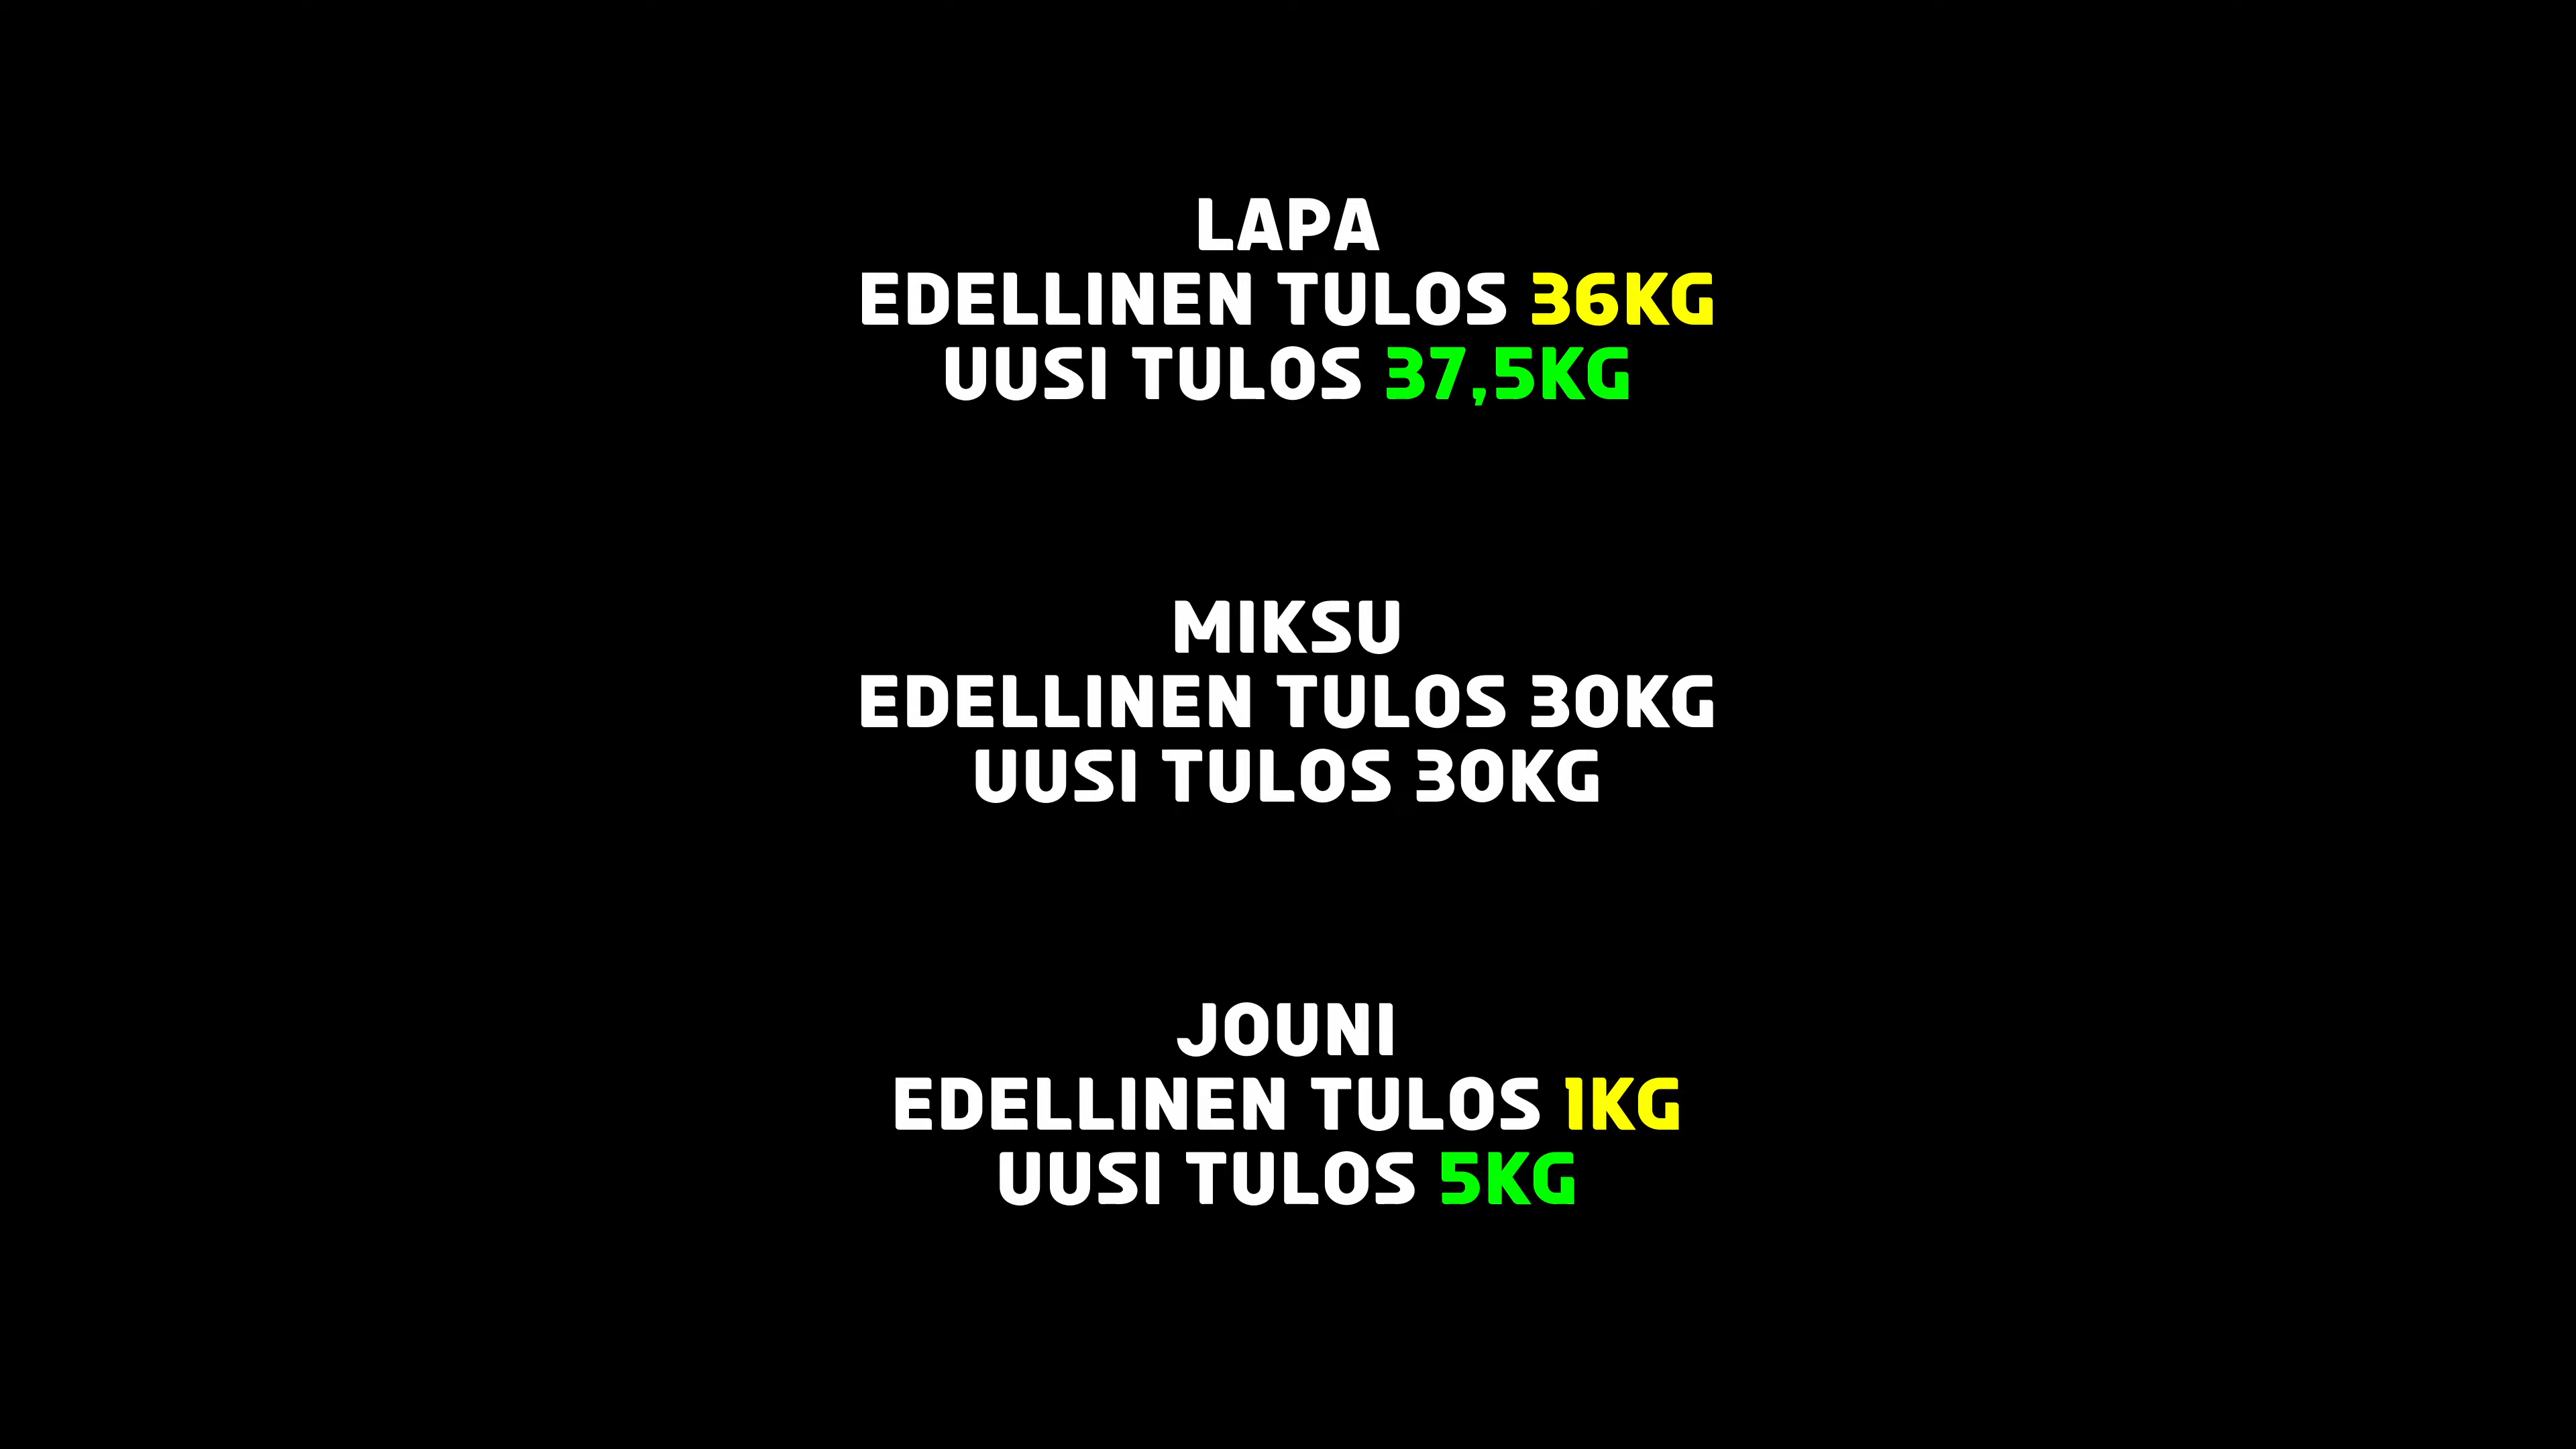 LAPA
EDELLINEN TULOS 36KG
UUSI TULOS 37,5KG
MIKSU
EDELLINEN TULOS 30KG
UUSI TULOS 30KG
JOUNI
EDELLINEN TULOS 1KG
UUSI TULOS 5KG